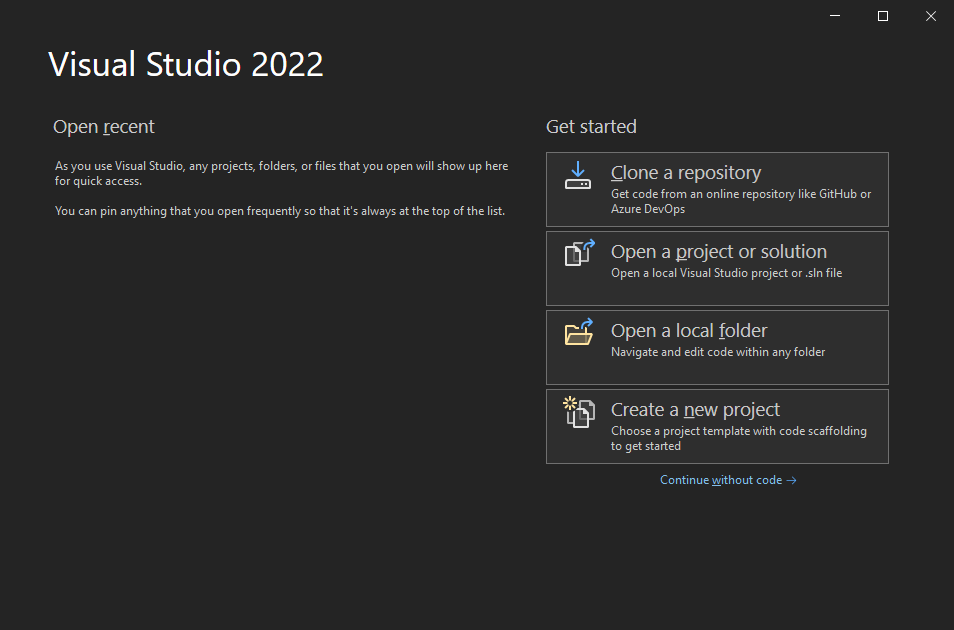 Visual Studio 2022
Open recent
As you use Visual Studio, any projects, folders, or files that you open will show up here
for quick access.
You can pin anything that you open frequently so that it's always at the top of the list.
Get started
Clone a repository
Get code from an online repository like GitHub or
Azure DevOps
Open a project or solution
Open a local Visual Studio project or .sln file
Open a local folder
Navigate and edit code within any folder
Create a new project
Choose a project template with code scaffolding
to get started
Continue without code →